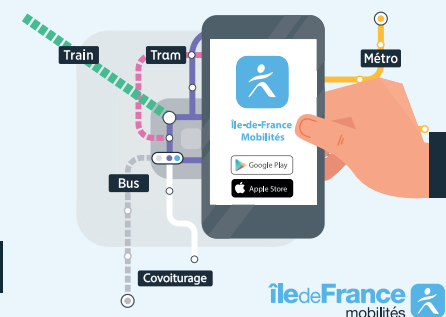 Train
Tram
Métro
Île-de-France
Mobilités
Google Play
Apple Store
Bus
Covoiturage
îledeFrance
mobilités